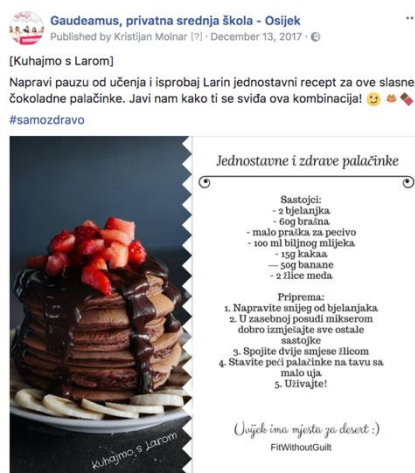 Gaudeamus, privatna srednja škola - Osijek
Published by Kristijan Molnar [?] · December 13, 2017 ·
[Kuhajmo s Larom]
Napravi pauzu od učenja i isprobaj Larin jednostavni recept za ove slasne
čokoladne palačinke. Javi nam kako ti se sviđa ova kombinacija! 🙂 🥞 🍫
#samozdravo
Jednostavne i zdrave palačinke
Sastojci:
- 2 bjelanjka
- 60g brašna
- malo praška za pecivo
- 100 ml biljnog mlijeka
- 15g kakaa
— 50g banane
- 2 žlice meda
Priprema:
1. Napravite snijeg od bjelanjaka
2. U zasebnoj posudi mikserom
dobro izmješajte sve ostale
sastojke
3. Spojite dvije smjese žlicom
4. Stavite peći palačinke na tavu sa
malo uja
5. Uživajte!
Uvijek ima mjesta za desert :)
FitWithoutGuilt
Kuhajmo s Larom